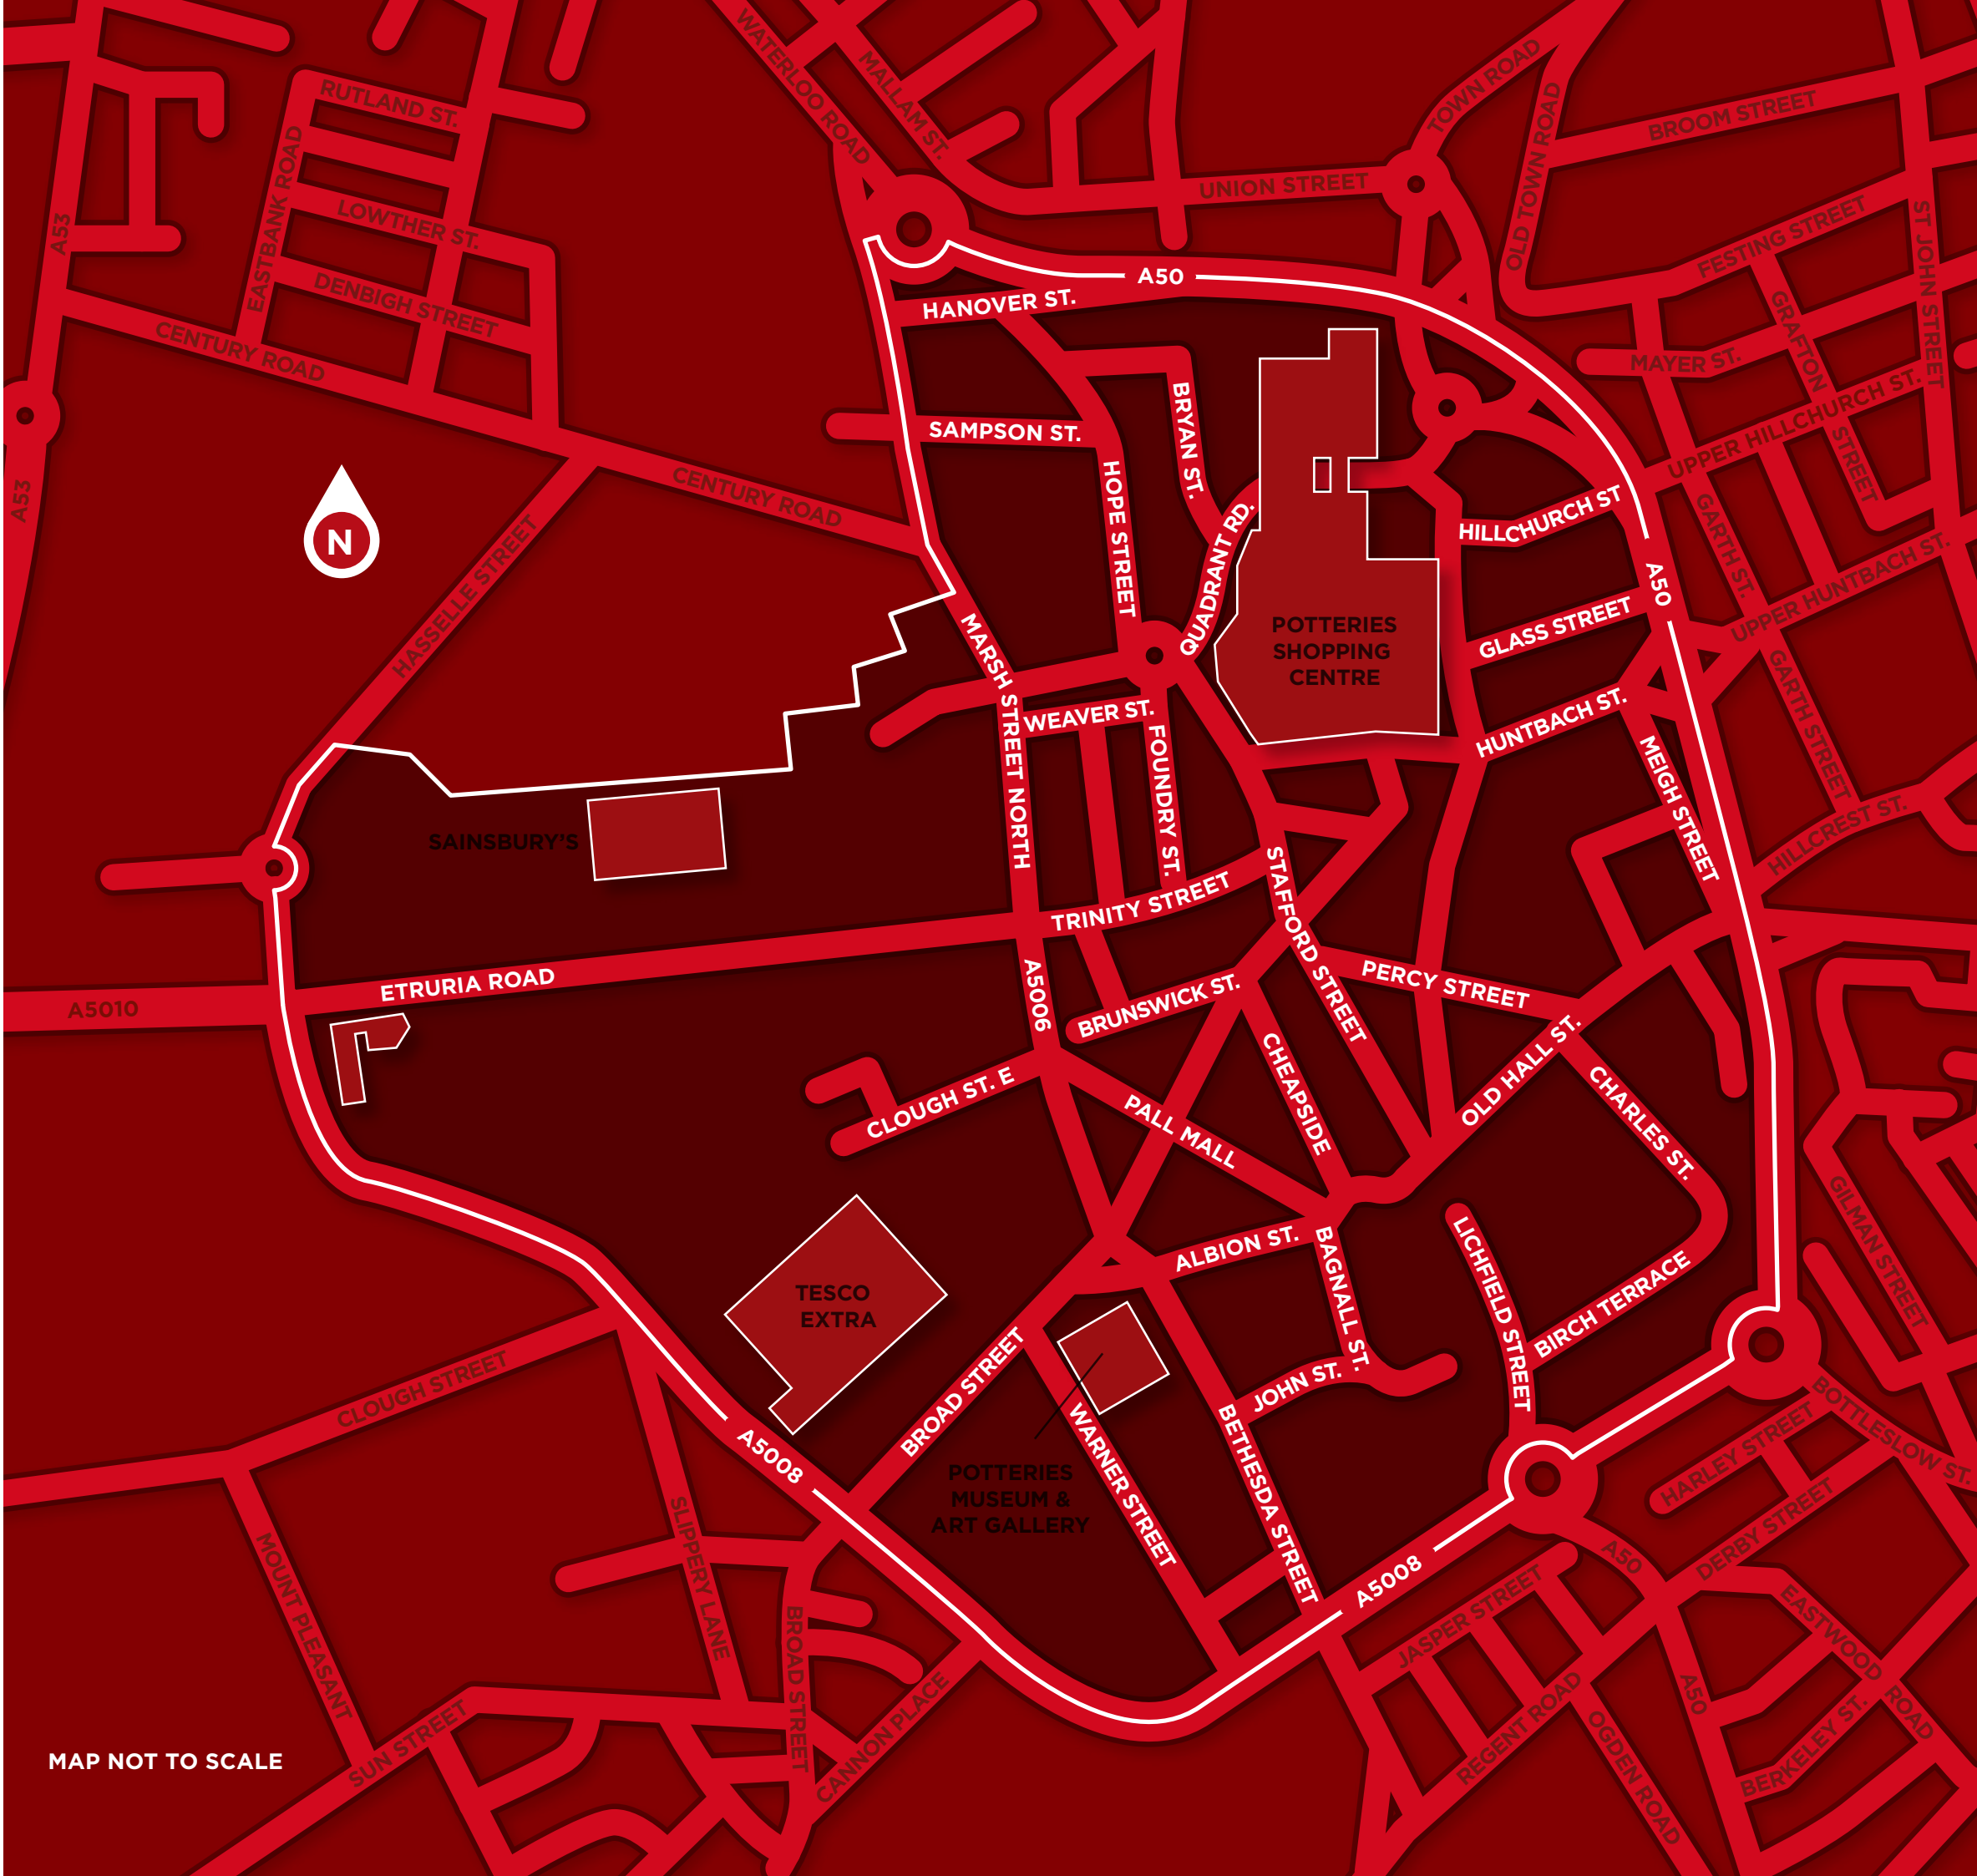 WATERLOO ROAD
MALLAM ST.
TOWN ROAD
OLD TOWN ROAD
BROOM STREET
RUTLAND ST.
EASTBANK ROAD
LOWTHER ST.
DENBIGH STREET
A53
CENTURY ROAD
UNION STREET
FESTING STREET
ST JOHN STREET
A50
HANOVER ST.
GRAFTON
STREET
MAYER ST.
UPPER HILLCHURCH ST.
BRYAN ST.
SAMPSON ST.
HOPE STREET
A53
CENTURY ROAD
N
HASSELLE STREET
QUADRANT RD.
HILLCHURCH ST
GARTH ST.
UPPER HUNTBACH ST.
A50
GLASS STREET
POTTERIES
SHOPPING
CENTRE
MARSH STREET NORTH
WEAVER ST.
FOUNDRY ST.
HUNTBACH ST.
GARTH STREET
MEIGH STREET
HILLCREST ST.
SAINSBURY'S
TRINITY STREET
STAFFORD STREET
ETRURIA ROAD
A5010
A5006
BRUNSWICK ST.
PERCY STREET
CHEAPSIDE
OLD HALL ST.
CHARLES ST.
CLOUGH ST. E
PALL MALL
GILMAN STREET
ALBION ST.
BAGNALL ST.
LICHFIELD STREET
BIRCH TERRACE
TESCO
EXTRA
BROAD STREET
JOHN ST.
CLOUGH STREET
A5008
WARNER STREET
BETHESDA STREET
POTTERIES
MUSEUM &
ART GALLERY
BOTTLESLOW ST.
HARLEY STREET
DERBY STREET
A50
A5008
SLIPPERY LANE
MOUNT PLEASANT
BROAD STREET
JASPER STREET
EASTWOOD ROAD
CANNON PLACE
SUN STREET
REGENT ROAD
OGDEN ROAD
A50
BERKELEY ST.
MAP NOT TO SCALE